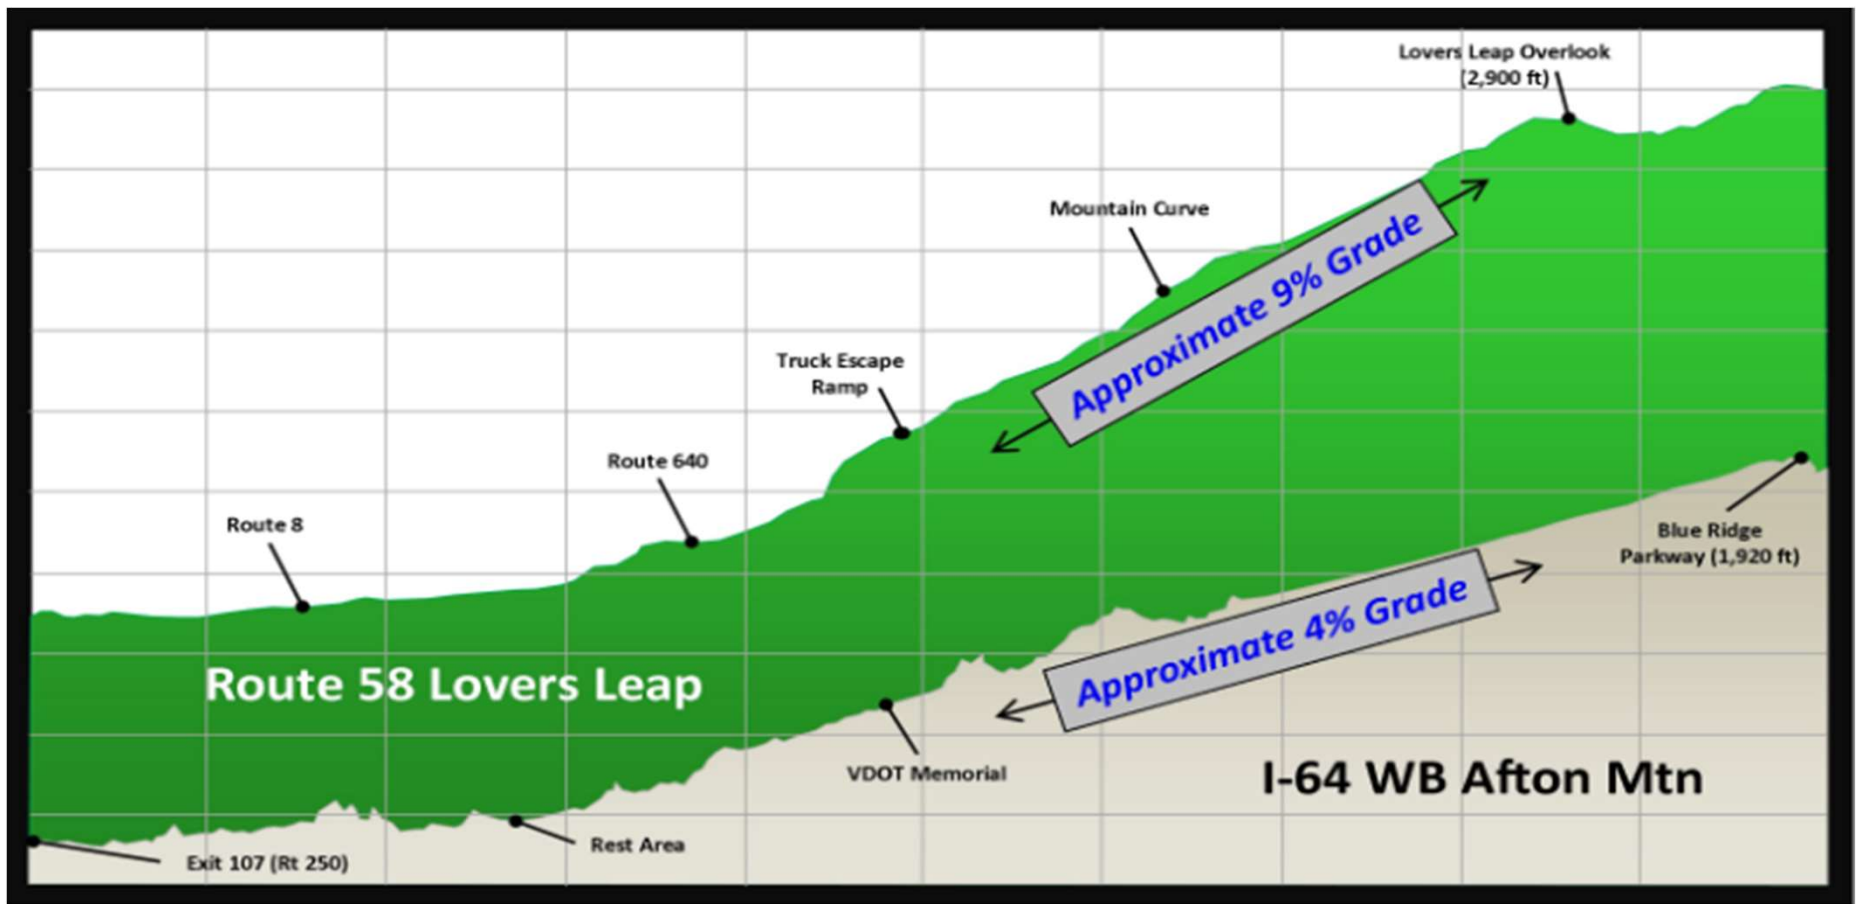 Lovers Leap Overlook
(2,900 ft)
Mountain Curve
Approximate 9% Grade
Truck Escape
Ramp
Route 640
Route 8
Blue Ridge
Parkway (1,920 ft)
Approximate 4% Grade
Route 58 Lovers Leap
VDOT Memorial
I-64 WB Afton Mtn
Rest Area
Exit 107 (Rt 250)